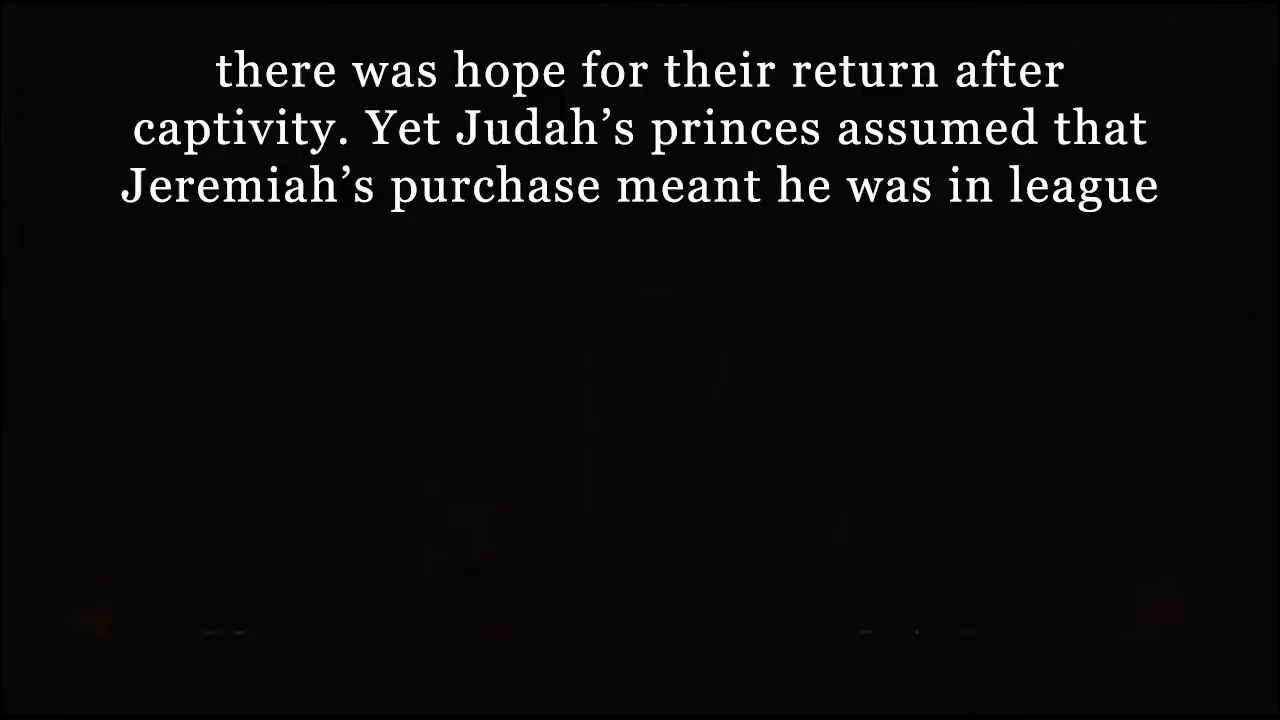 there was hope for their return after
captivity. Yet Judah’s princes assumed that
Jeremiah’s purchase meant he was in league